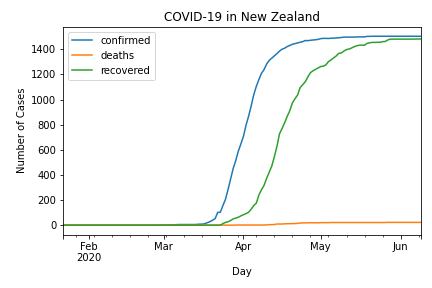 COVID-19 in New Zealand
confirmed
deaths
recovered
1400
1200
1000
800
600
400
200
0
Number of Cases
Feb
2020
Mar
Apr
May
Jun
Day